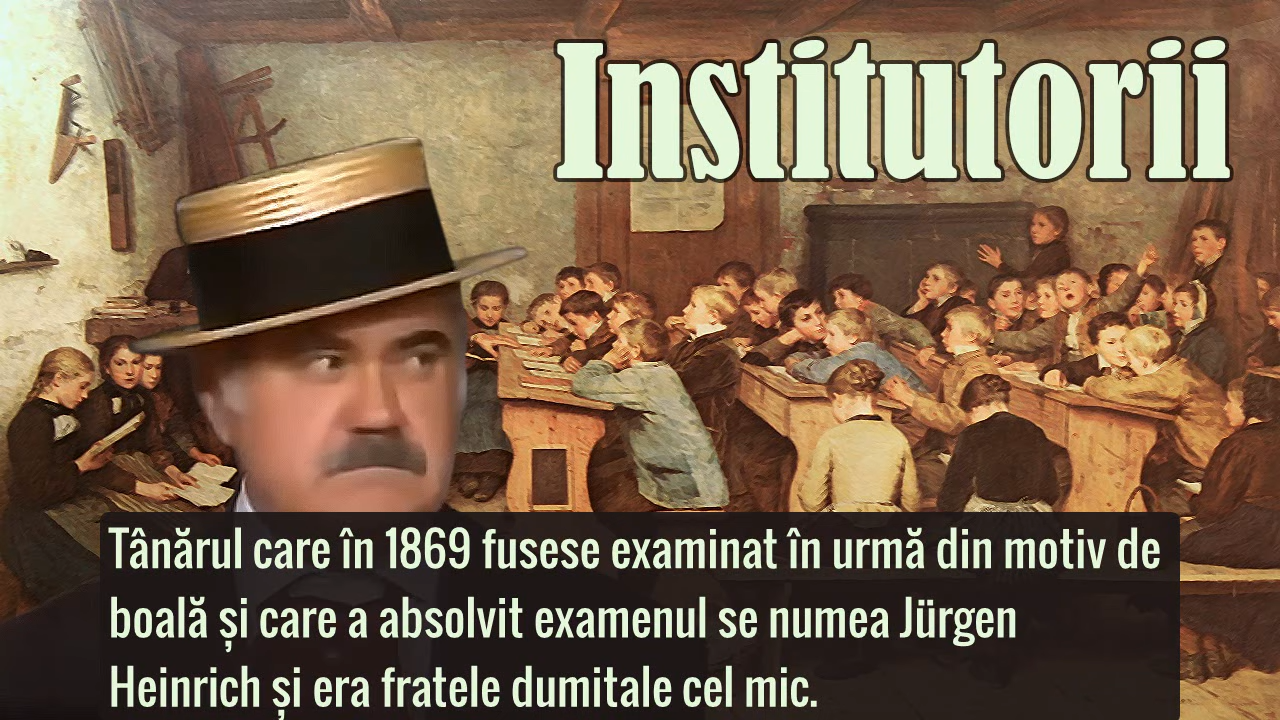 Institutorii
Tânărul care în 1869 fusese examinat în urmă din motiv de
boală și care a absolvit examenul se numea Jürgen
Heinrich și era fratele dumitale cel mic.